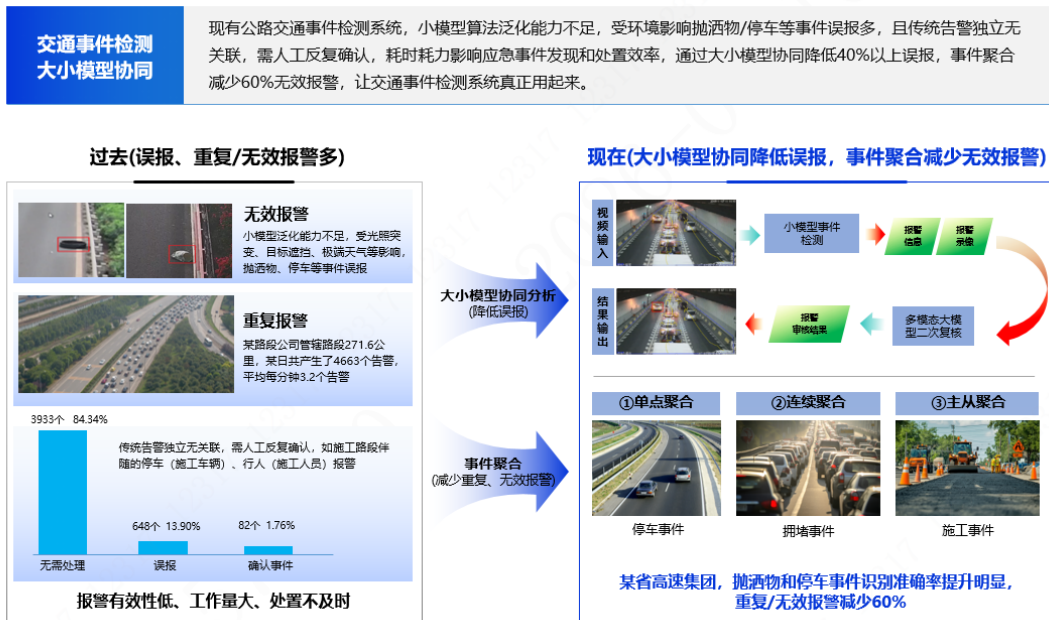 交通事件检测
大小模型协同
现有公路交通事件检测系统，小模型算法泛化能力不足，受环境影响抛洒物/停车等事件误报多，且传统告警独立无
关联，需人工反复确认，耗时耗力影响应急事件发现和处置效率，通过大小模型协同降低40%以上误报，事件聚合
减少60%无效报警，让交通事件检测系统真正用起来。
过去(误报、重复/无效报警多)
无效报警
小模型泛化能力不足，受光照突
变、目标遮挡、极端天气等影响，
抛洒物、停车等事件误报
重复报警
某路段公司管辖路段271.6公
里，某日共产生了4663个告警，
平均每分钟3.2个告警
3933个 84.34%
传统告警独立无关联，需人工反复确认，如施工路段伴
随的停车（施工车辆）、行人（施工人员）报警
648个 13.90%
82个 1.76%
无需处理
误报
确认事件
报警有效性低、工作量大、处置不及时
大小模型协同分析
(降低误报)
事件聚合
(减少重复、无效报警)
现在(大小模型协同降低误报，事件聚合减少无效报警)
视频输入
小模型事件
检测
报警
信息
报警
录像
结果输出
报警
审核结果
多模态大模
型二次复核
①单点聚合
②连续聚合
③主从聚合
停车事件
拥堵事件
施工事件
某省高速集团，抛洒物和停车事件识别准确率提升明显，
重复/无效报警减少60%